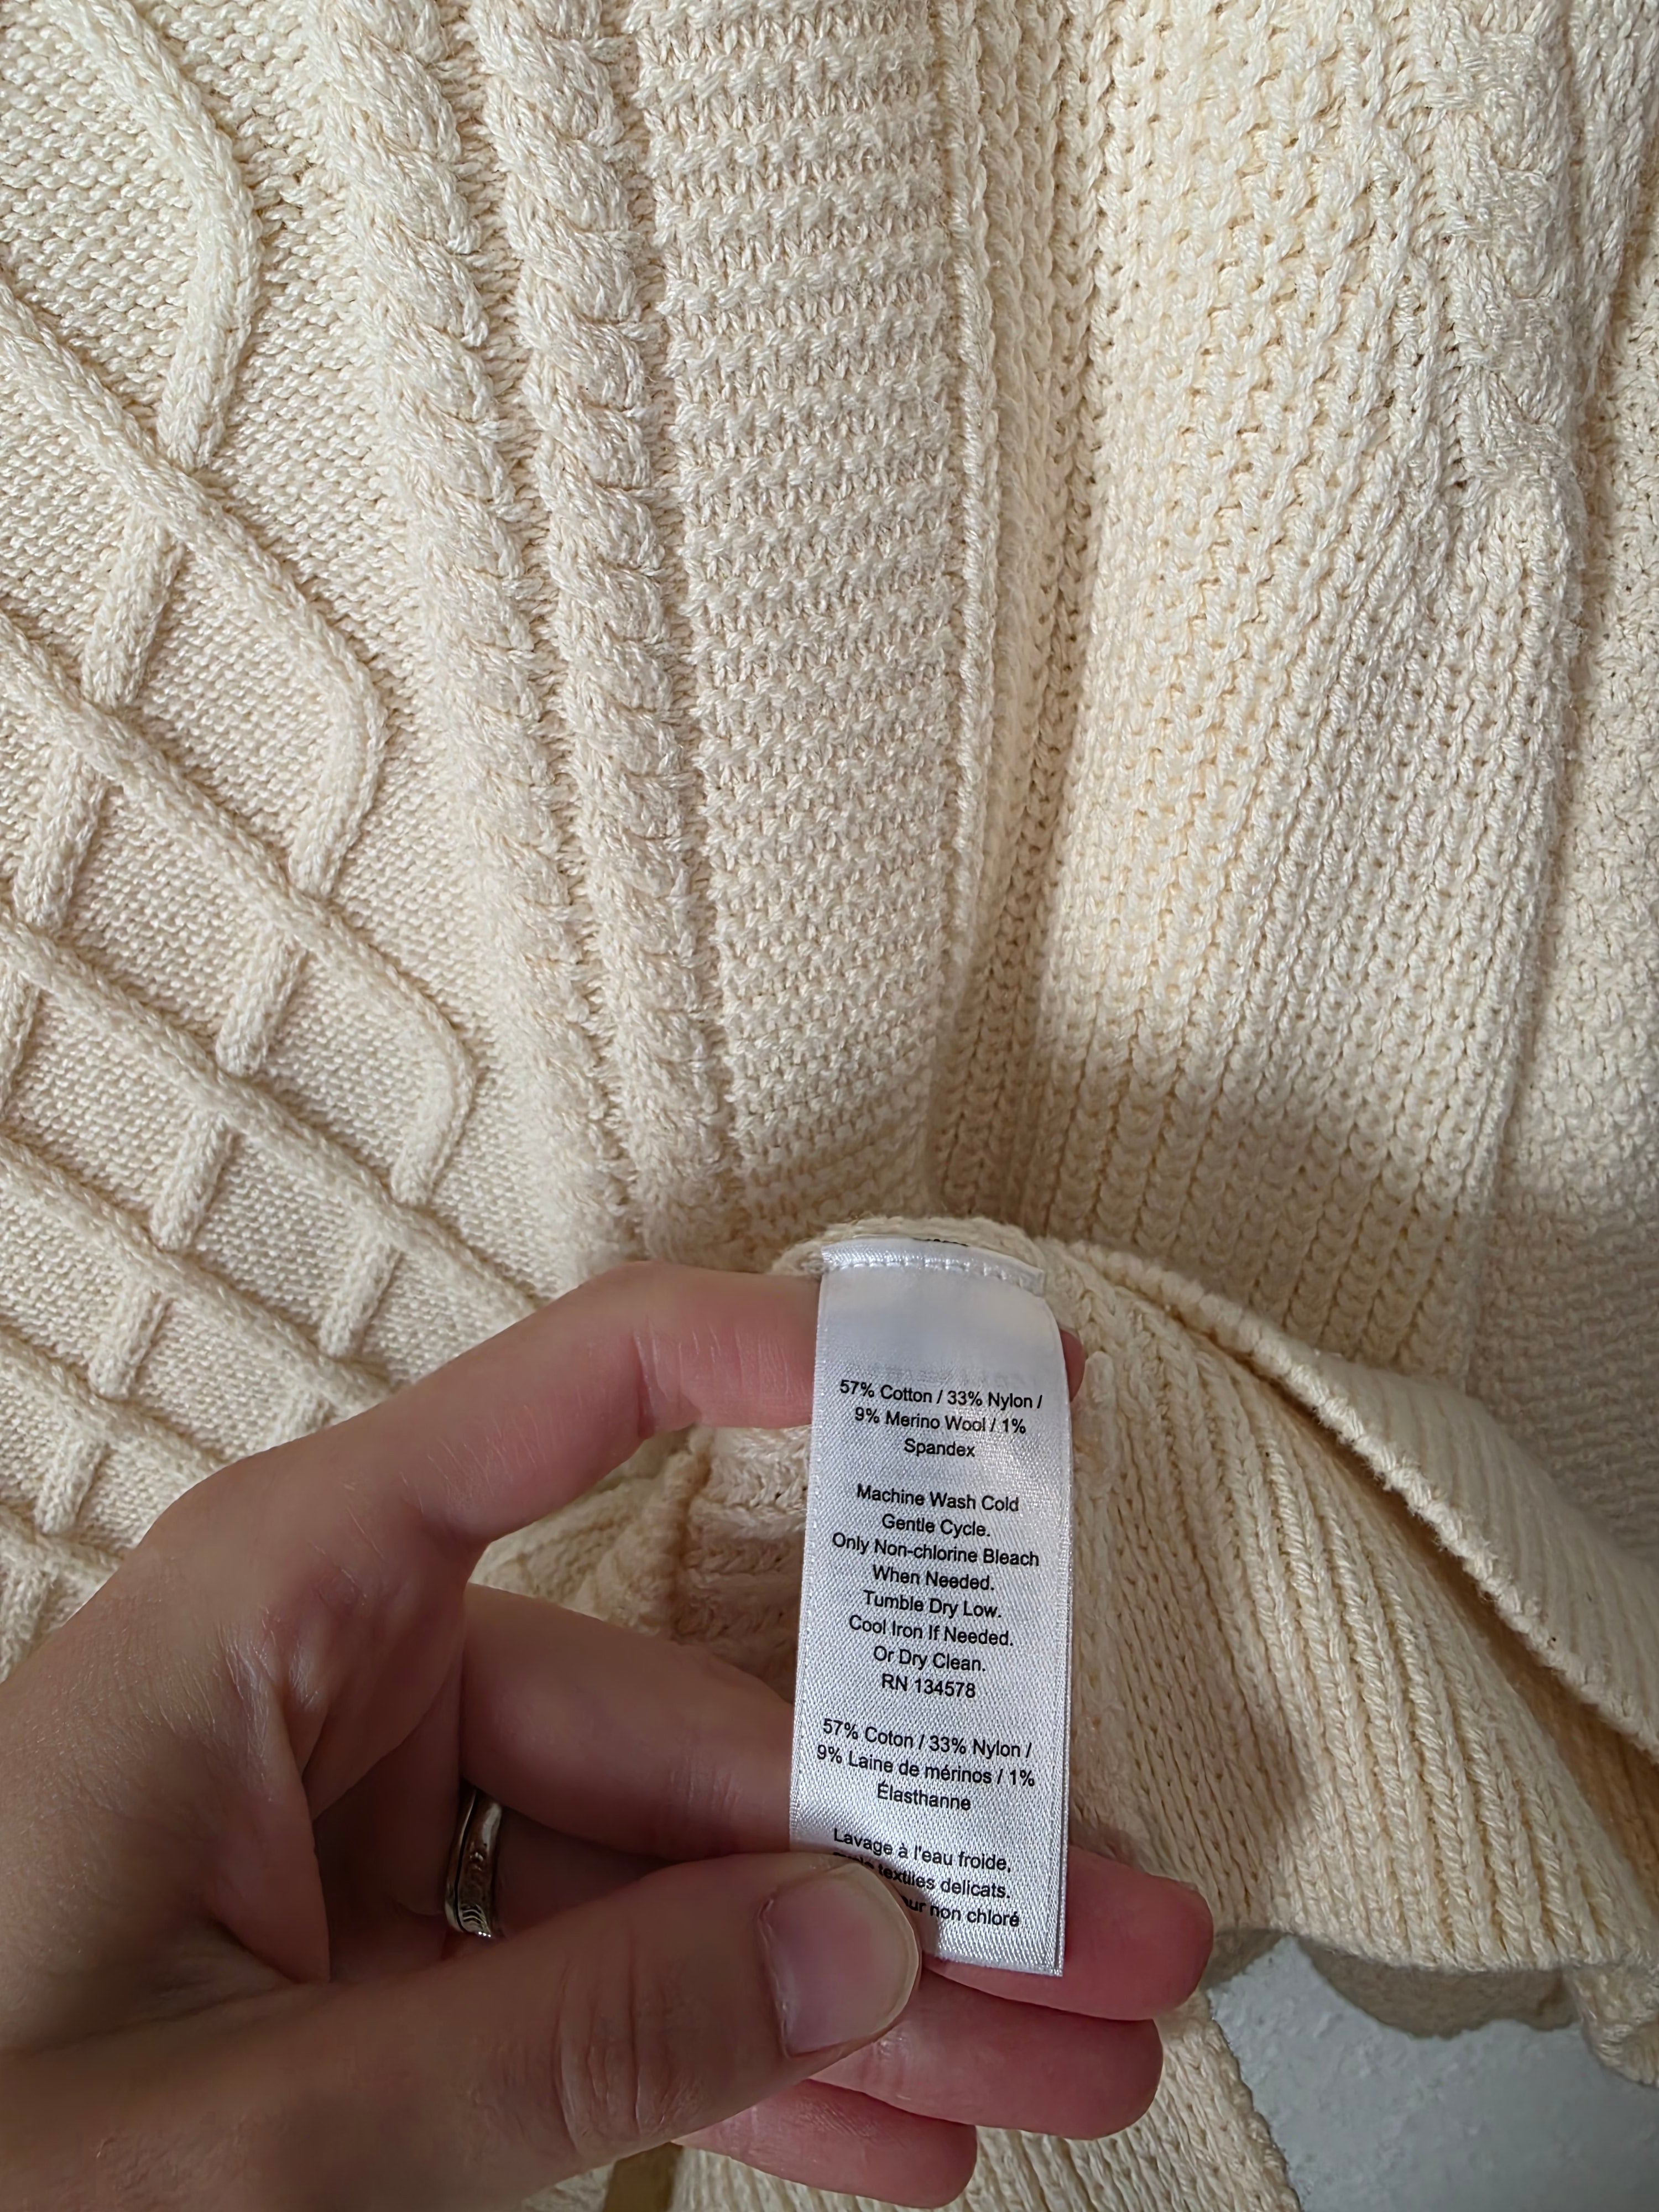 57% Cotton / 33% Nylon /
9% Merino Wool / 1%
Spandex
Machine Wash Cold
Gentle Cycle.
Only Non-chlorine Bleach
When Needed.
Tumble Dry Low.
Cool Iron If Needed.
Or Dry Clean.
RN 134578
57% Coton / 33% Nylon /
9% Laine de mérinos / 1%
Élasthanne
Lavage à l'eau froide,
textiles delicats.
non chloré